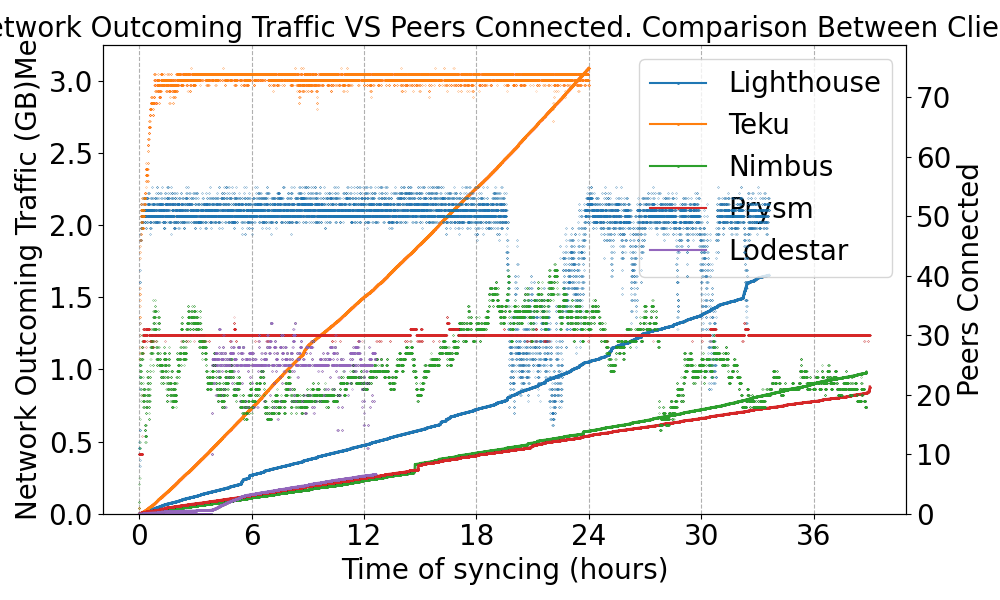 etwork Outcoming Traffic VS Peers Connected. Comparison Between Clie
Network Outcoming Traffic (GB)Me
3.0
2.5
2.0
1.5
1.0
0.5
0.0
Lighthouse
Teku
Nimbus
Prysm
Lodestar
70
60
50
40
30
20
10
0
Peers Connected
0 6 12 18 24 30 36
Time of syncing (hours)